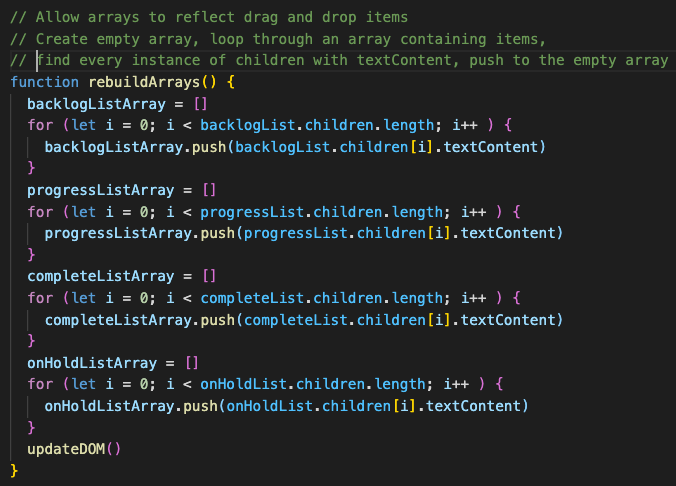 // Allow arrays to reflect drag and drop items
// Create empty array, loop through an array containing items,
// find every instance of children with textContent, push to the empty array
function rebuildArrays() {
  backlogListArray = []
  for (let i = 0; i < backlogList.children.length; i++ ) {
    backlogListArray.push(backlogList.children[i].textContent)
  }
  progressListArray = []
  for (let i = 0; i < progressList.children.length; i++ ) {
    progressListArray.push(progressList.children[i].textContent)
  }
  completeListArray = []
  for (let i = 0; i < completeList.children.length; i++ ) {
    completeListArray.push(completeList.children[i].textContent)
  }
  onHoldListArray = []
  for (let i = 0; i < onHoldList.children.length; i++ ) {
    onHoldListArray.push(onHoldList.children[i].textContent)
  }
  updateDOM()
}